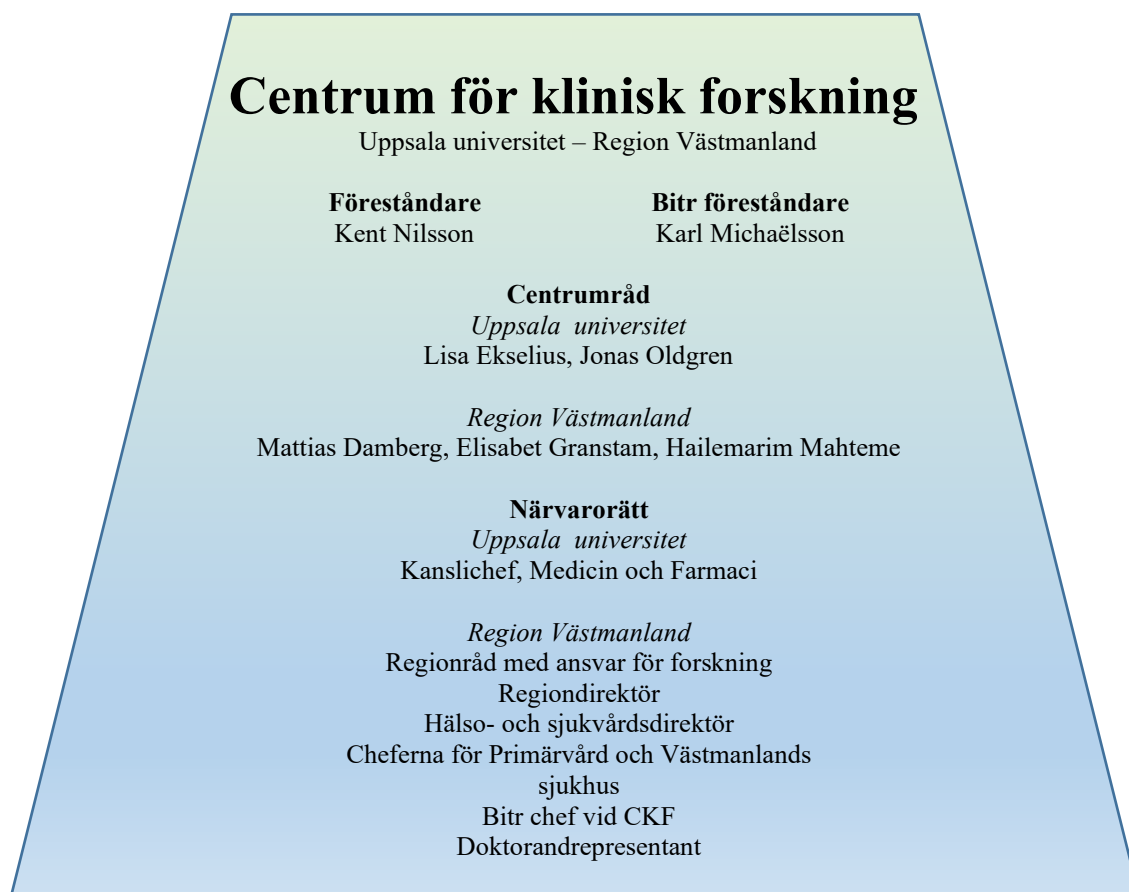 Centrum för klinisk forskning
Uppsala universitet – Region Västmanland
Föreståndare Bitr föreståndare
Kent Nilsson Karl Michaëlsson
Centrumråd
Uppsala universitet
Lisa Ekselius, Jonas Oldgren
Region Västmanland
Mattias Damberg, Elisabet Granstam, Hailemarim Mahteme
Närvarorätt
Uppsala universitet
Kanslichef, Medicin och Farmaci
Region Västmanland
Regionråd med ansvar för forskning
Regiondirektör
Hälso- och sjukvårdsdirektör
Cheferna för Primärvård och Västmanlands
sjukhus
Bitr chef vid CKF
Doktorandrepresentant